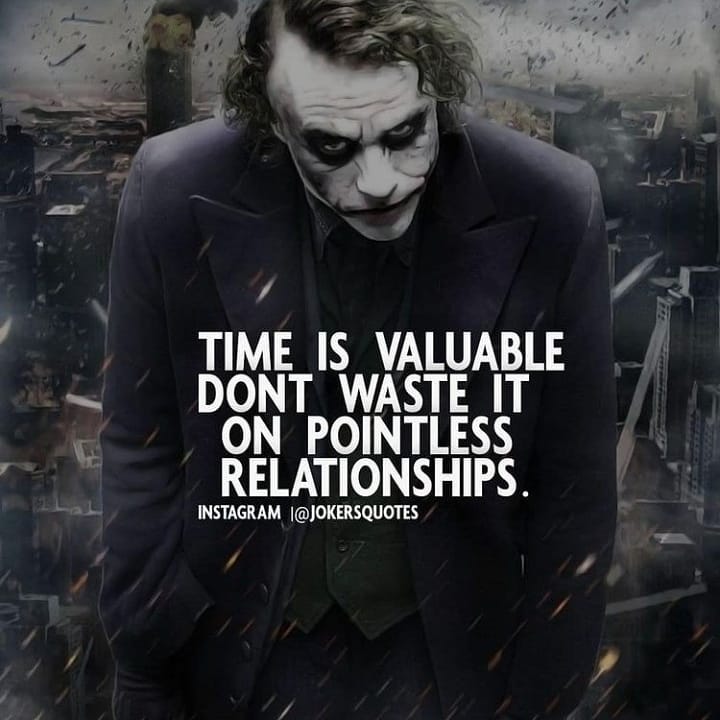 TIME IS VALUABLE
DONT WASTE IT
ON POINTLESS
RELATIONSHIPS.
INSTAGRAM |@JOKERSQUOTES